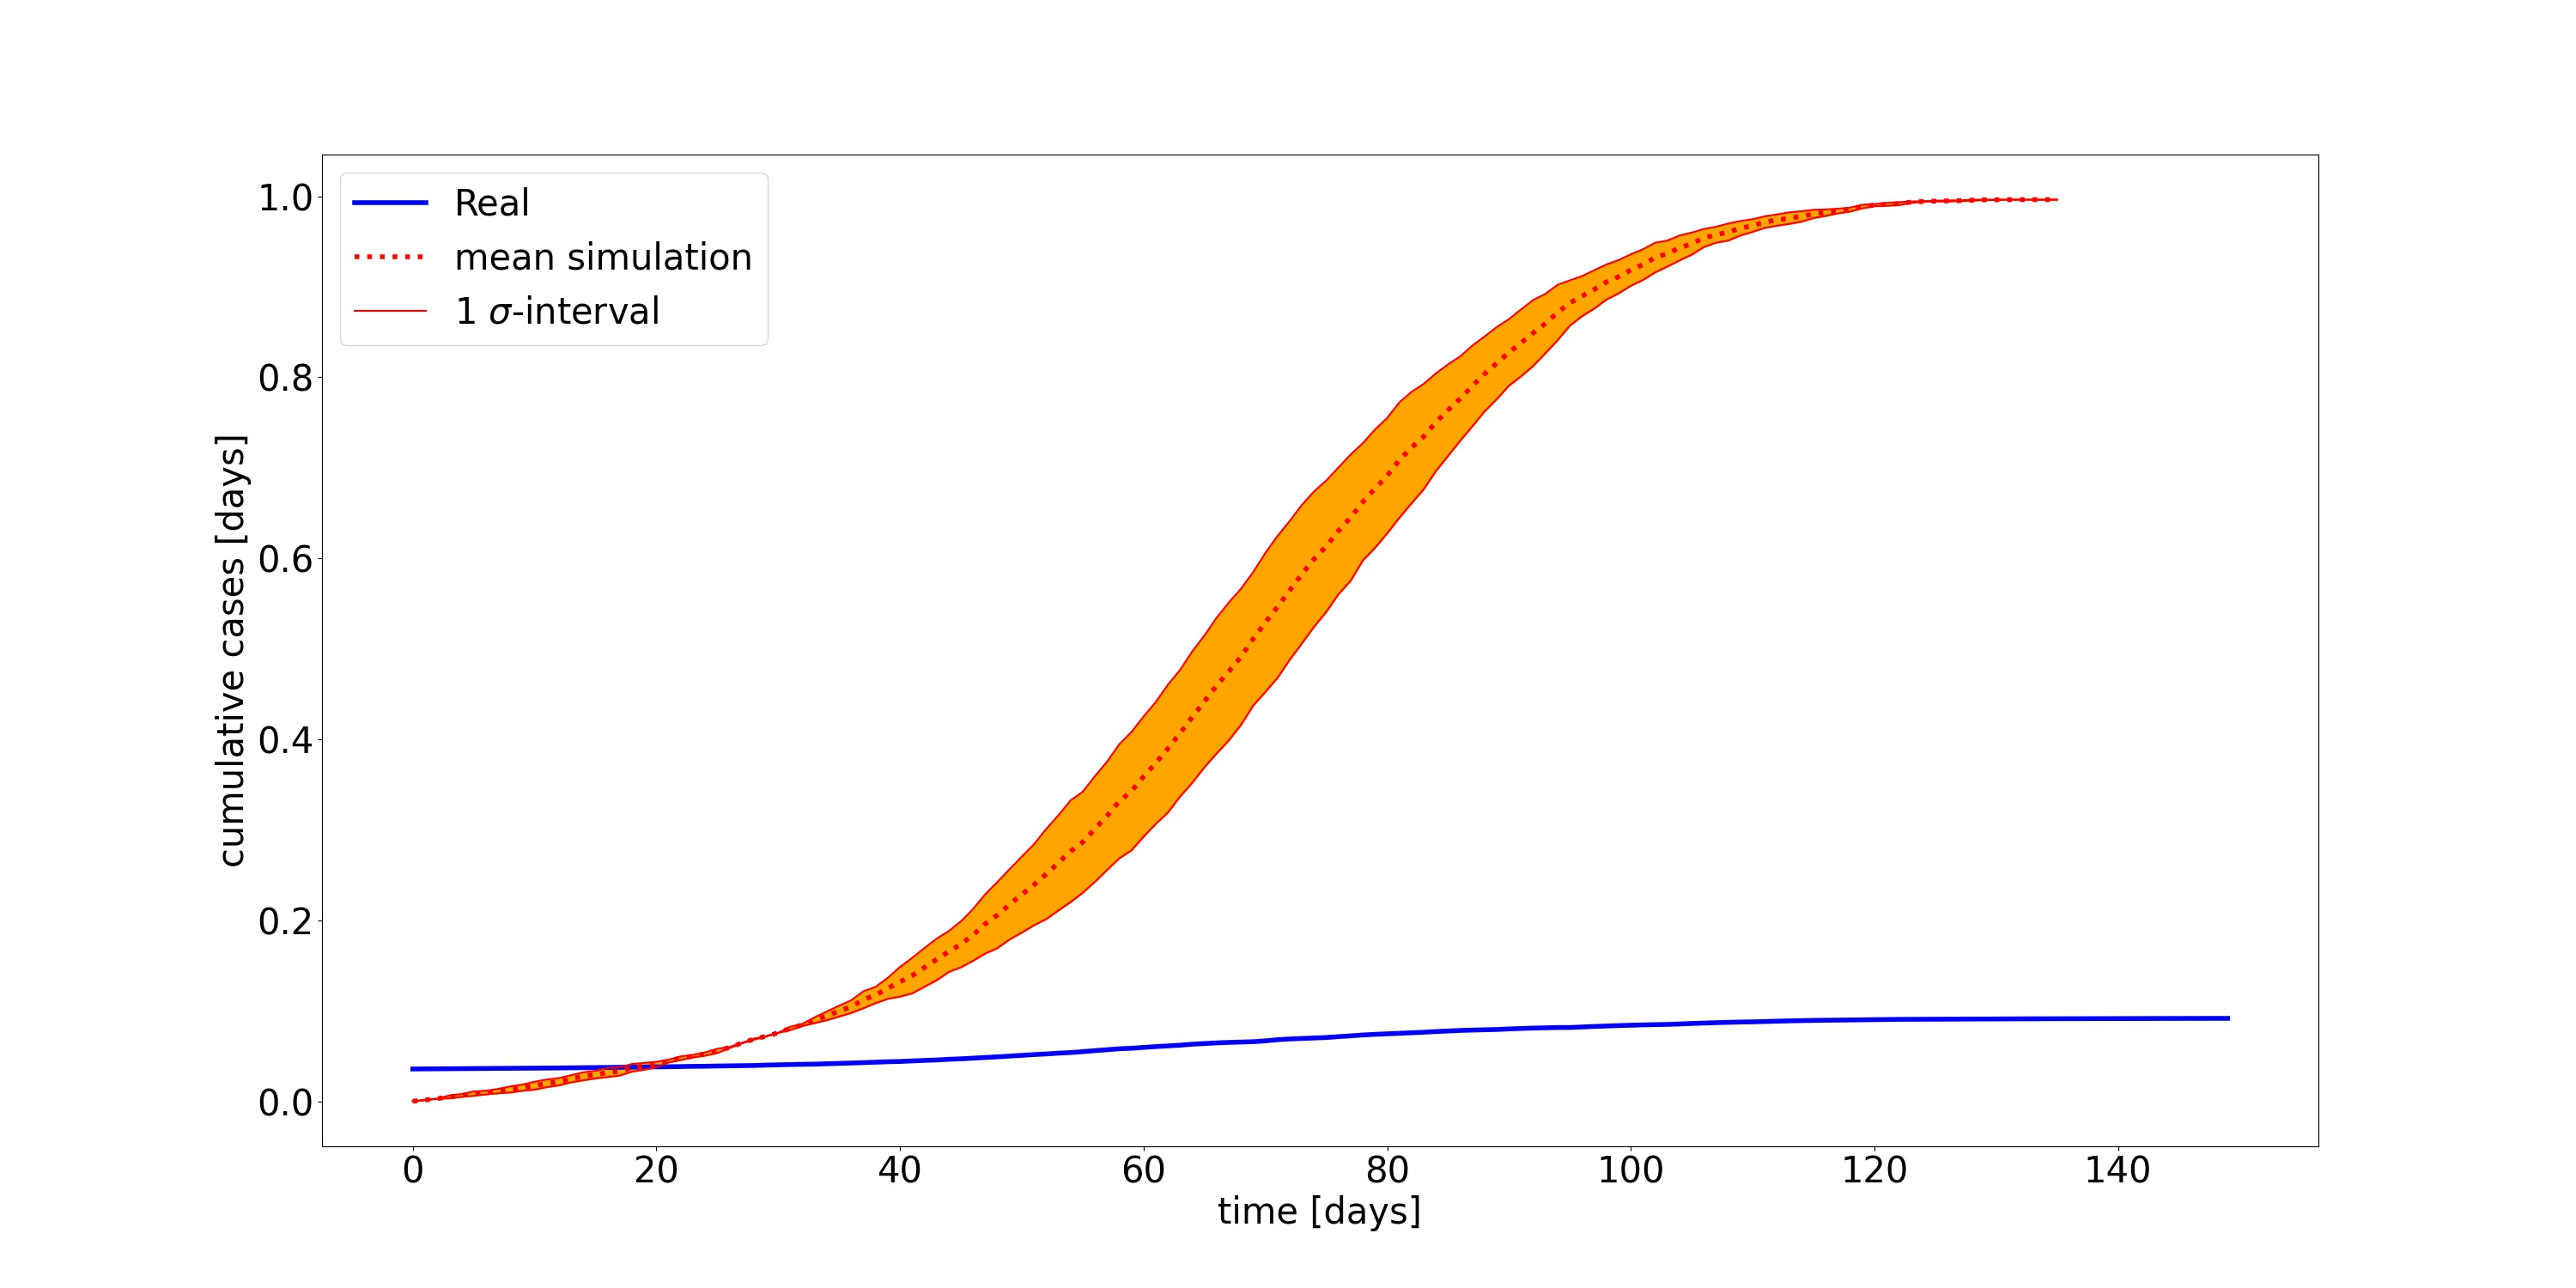 Real
mean simulation
1 σ-interval
1.0
0.8
0.6
0.4
0.2
0.0
cumulative cases [days]
0 20 40 60 80 100 120 140
time [days]